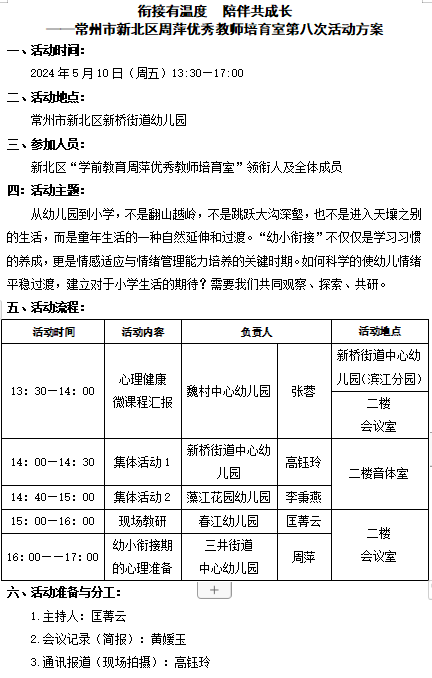 衔接有温度  陪伴共成长
——常州市新北区周萍优秀教师培育室第八次活动方案
一、活动时间：
2024年5月10日（周五）13:30—17:00
二、活动地点：
常州市新北区新桥街道幼儿园
三、参加人员：
新北区“学前教育周萍优秀教师培育室”领衔人及全体成员
四：活动主题：
从幼儿园到小学，不是翻山越岭，不是跳跃大沟深壑，也不是进入天壤之别
的生活，而是童年生活的一种自然延伸和过渡。“幼小衔接”不仅仅是学习习惯
的养成，更是情感适应与情绪管理能力培养的关键时期。如何科学的使幼儿情绪
平稳过渡，建立对于小学生活的期待？需要我们共同观察、探索、共研。
五、活动流程：
活动时间 活动内容 负责人 活动地点
13：30—14：00 心理健康
微课程汇报 魏村中心幼儿园 张蓉 新桥街道中心幼
儿园（滨江分园）
二楼
会议室
14：00—14：30 集体活动1 新桥街道中心幼
儿园 高钰玲 二楼音体室
14：40—15：00 集体活动2 藻江花园幼儿园 李秉燕
15：00—16：00 现场教研 春江幼儿园 匡菁云 二楼
会议室
16：00——17：00 幼小衔接期
的心理准备 三井街道
中心幼儿园 周萍
六、活动准备与分工：
1.主持人：匡菁云
2.会议记录（简报）：黄媛玉
3.通讯报道（现场拍摄）：高钰玲